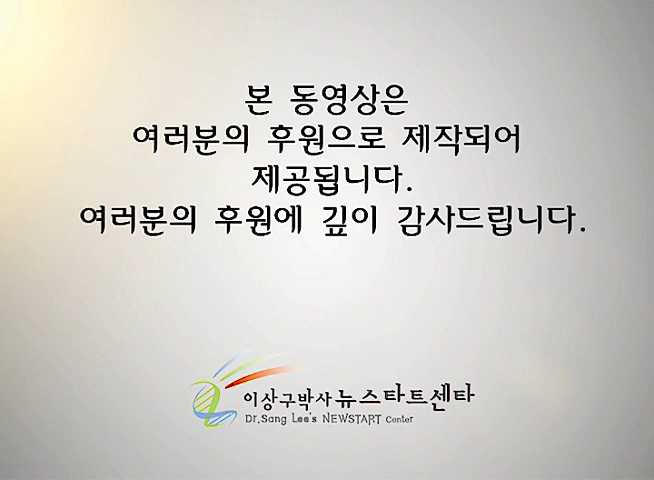 본 동영상은
여러분의 후원으로 제작되어
제공됩니다.
여러분의 후원에 깊이 감사드립니다.
이상구박사 뉴스타트센타
Dr.Sang Lee's NEWSTART Center